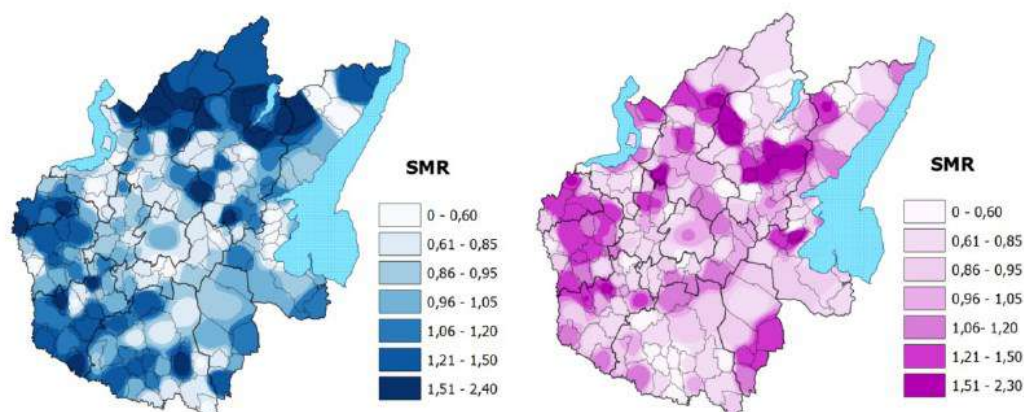 SMR
0 - 0,60
0,61 - 0,85
0,86 - 0,95
0,96 - 1,05
1,06 - 1,20
1,21 - 1,50
1,51 - 2,40
SMR
0 - 0,60
0,61 - 0,85
0,86 - 0,95
0,96 - 1,05
1,06- 1,20
1,21 - 1,50
1,51 - 2,30